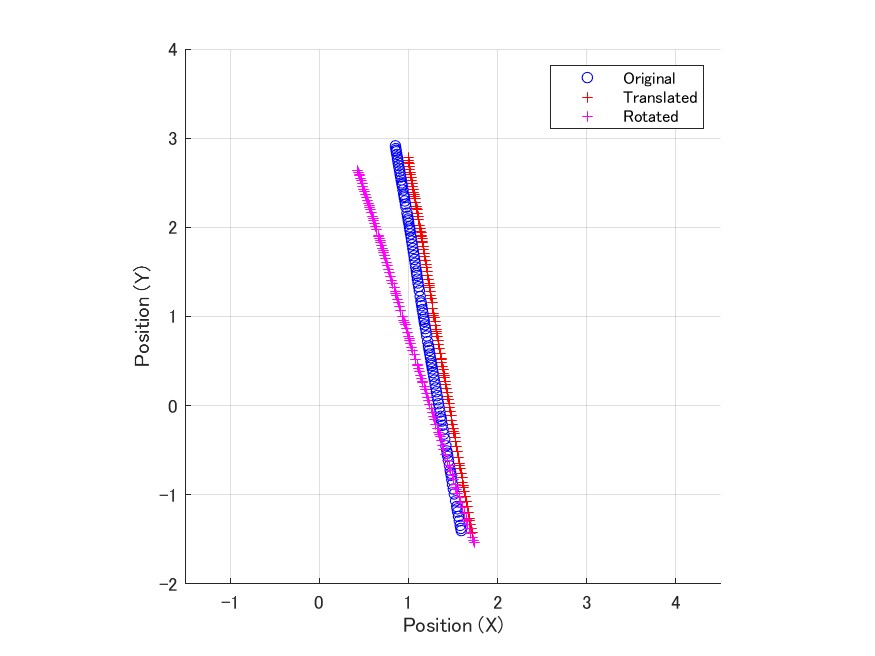 4
3
2
1
0
−1
−2
Position (Y)
Original
Translated
Rotated
−1 0 1 2 3 4
Position (X)